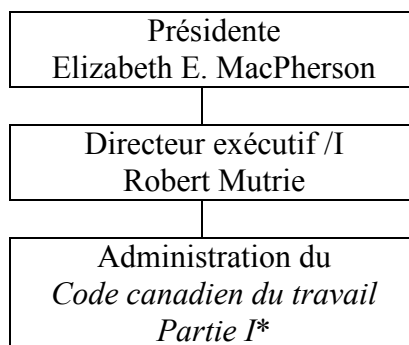 Présidente
Elizabeth E. MacPherson
Directeur exécutif /I
Robert Mutrie
Administration du
Code canadien du travail
Partie I*